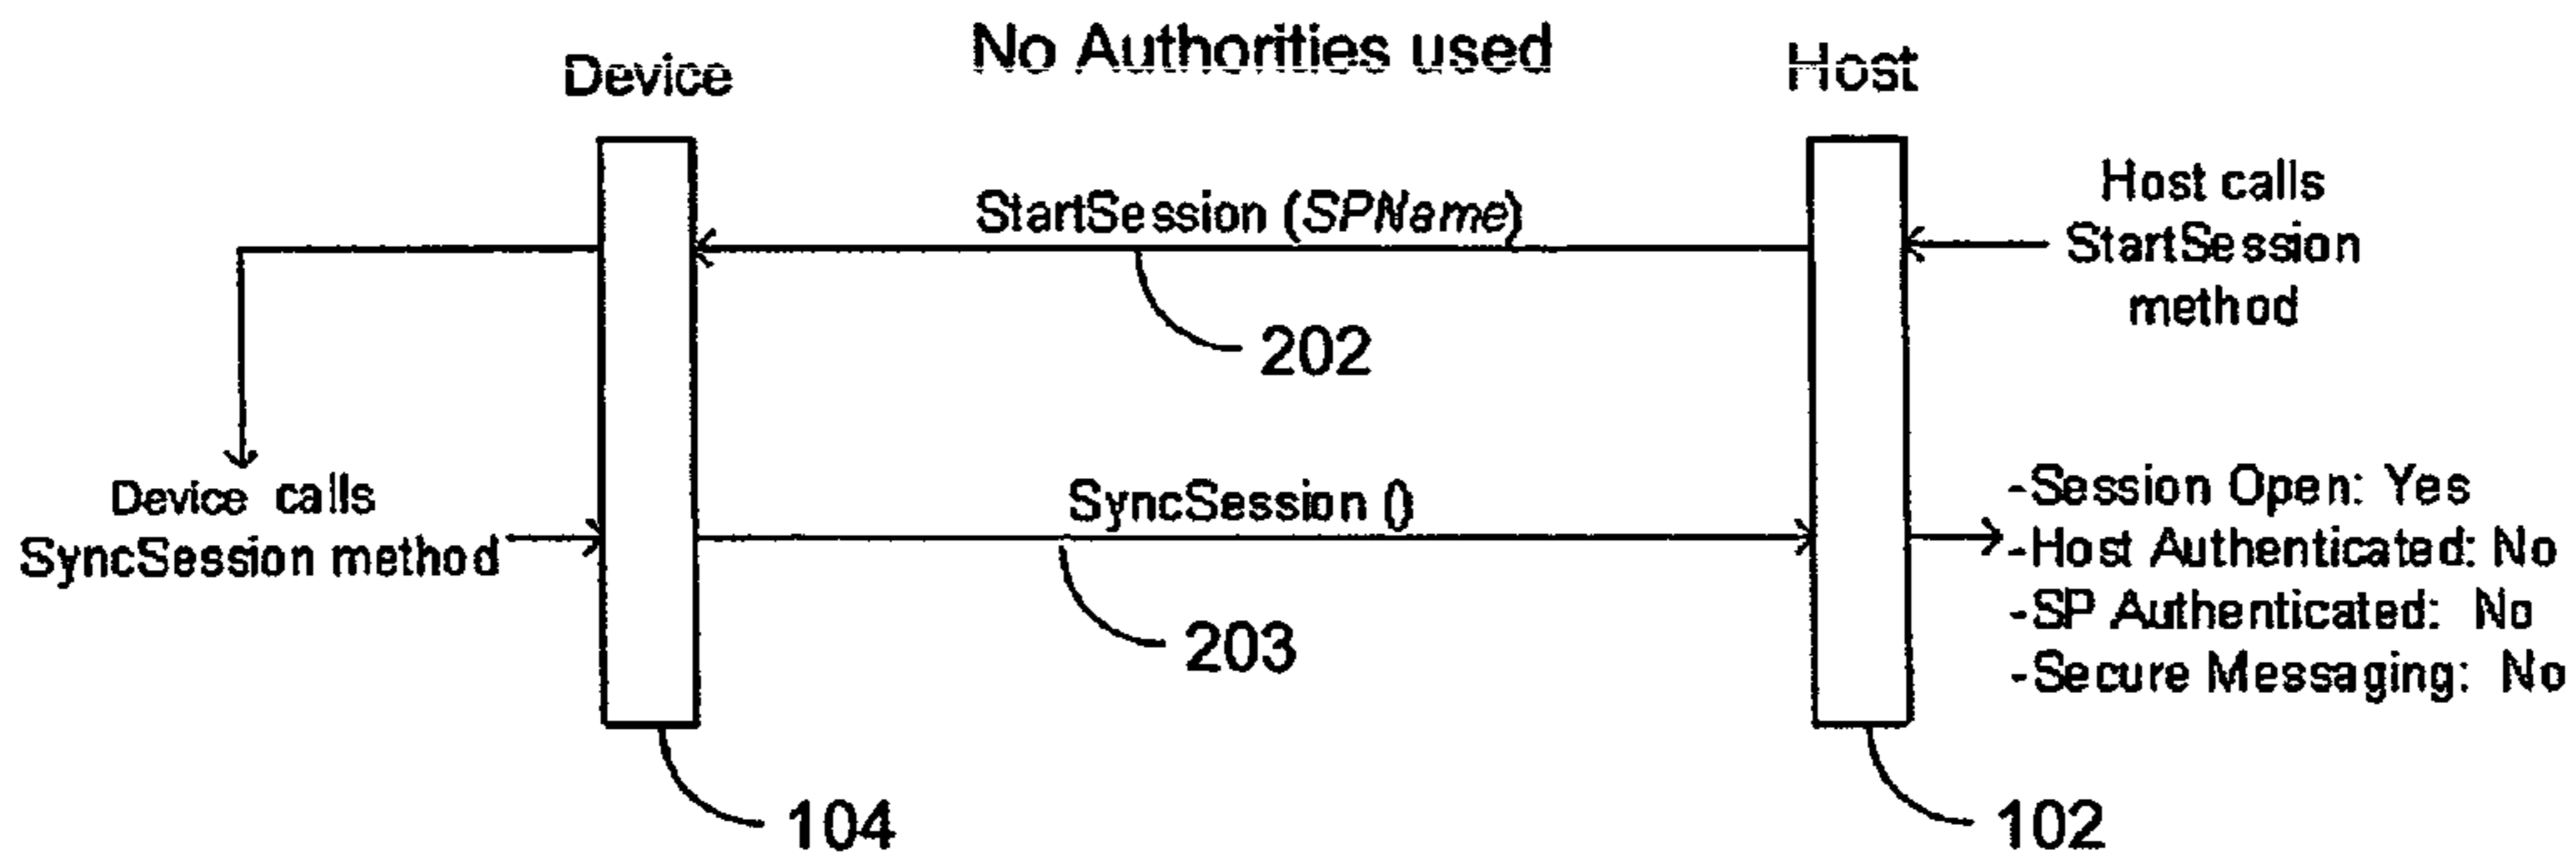 No Authorities used
Device
Host
StartSession (SPName)
Host calls
StartSession
method
202
Device calls
SyncSession method
SyncSession ()
-Session Open: Yes
-Host Authenticated: No
-SP Authenticated: No
-Secure Messaging: No
203
104
102